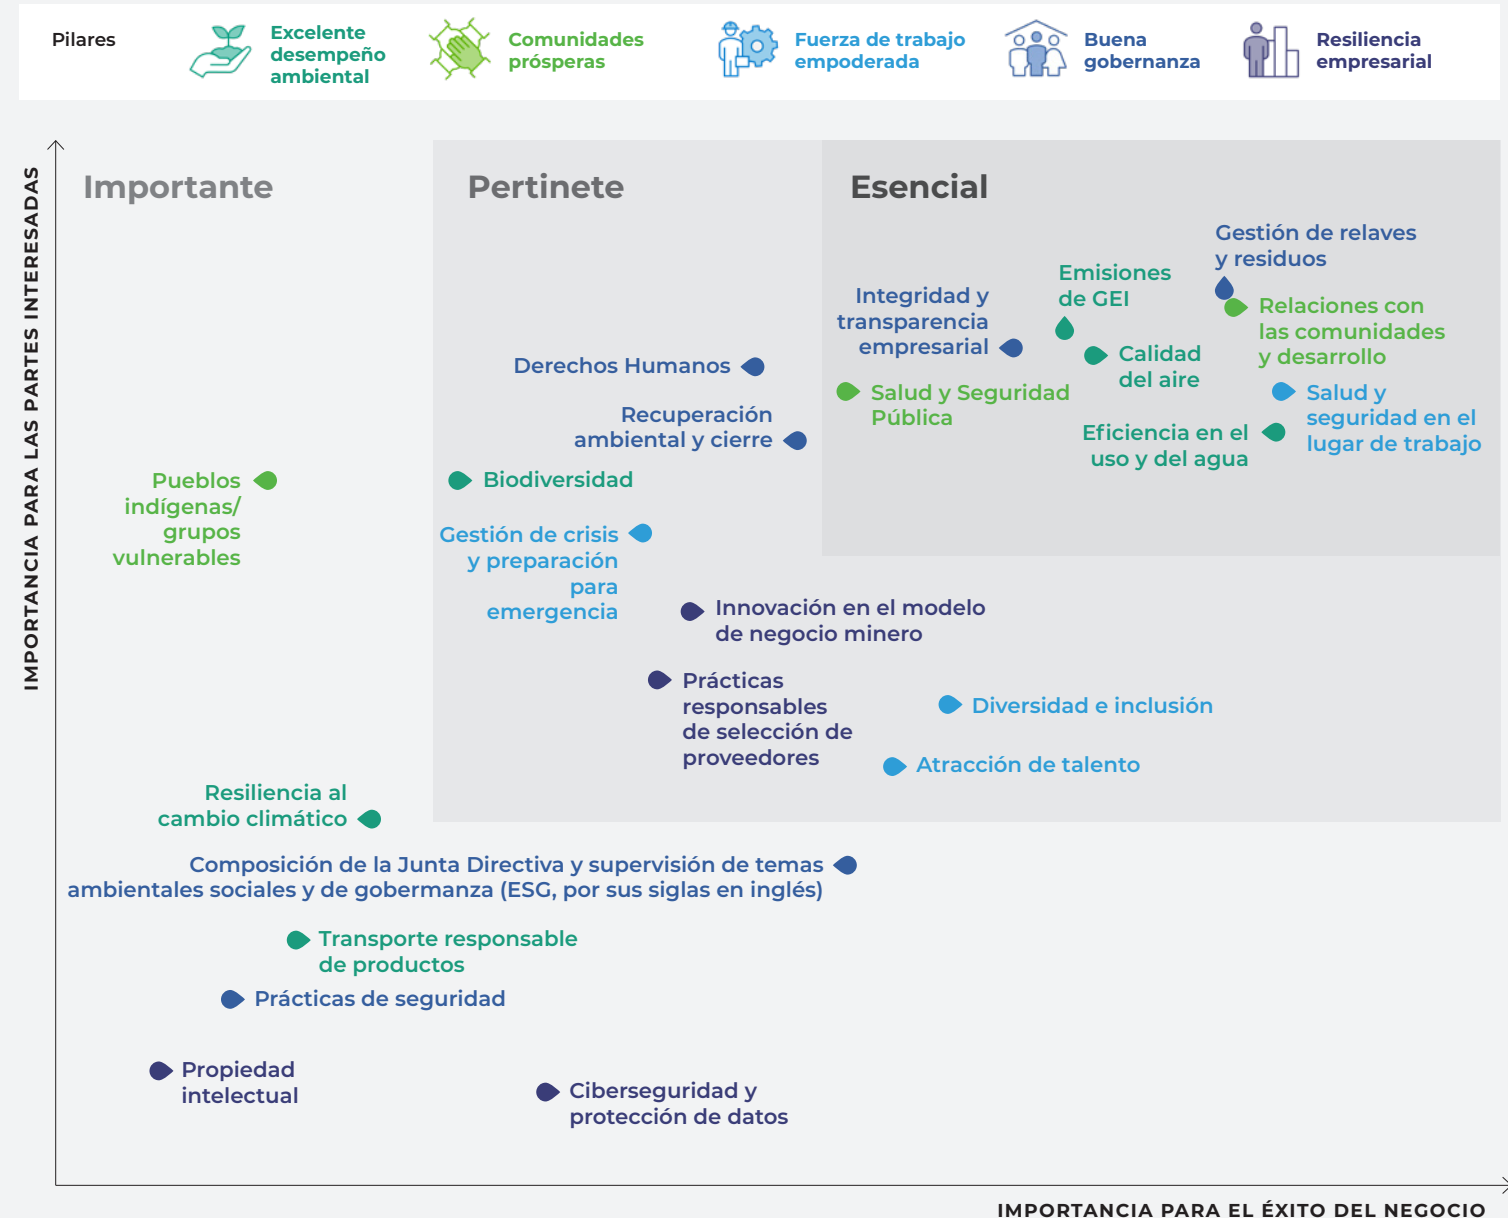 Pilares
Excelente
desempeño
ambiental
Comunidades
prósperas
Fuerza de trabajo
empoderada
Buena
gobernanza
Resiliencia
empresarial
IMPORTANCIA PARA LAS PARTES INTERESADAS
Importante
Pertinete
Esencial
Gestión de relaves
y residuos
Emisiones
de GEI
Integridad y
transparencia
empresarial
Relaciones con
las comunidades
y desarrollo
Calidad
del aire
Derechos Humanos
Salud y Seguridad
Pública
Salud y
seguridad en el
lugar de trabajo
Recuperación
ambiental y cierre
Eficiencia en el
uso y del agua
Pueblos
indígenas/
grupos
vulnerables
Biodiversidad
Gestión de crisis
y preparación
para
emergencia
Innovación en el modelo
de negocio minero
Prácticas
responsables
de selección de
proveedores
Diversidad e inclusión
Atracción de talento
Resiliencia al
cambio climático
Composición de la Junta Directiva y supervisión de temas
ambientales sociales y de gobermanza (ESG, por sus siglas en inglés)
Transporte responsable
de productos
Prácticas de seguridad
Propiedad
intelectual
Ciberseguridad y
protección de datos
IMPORTANCIA PARA EL ÉXITO DEL NEGOCIO